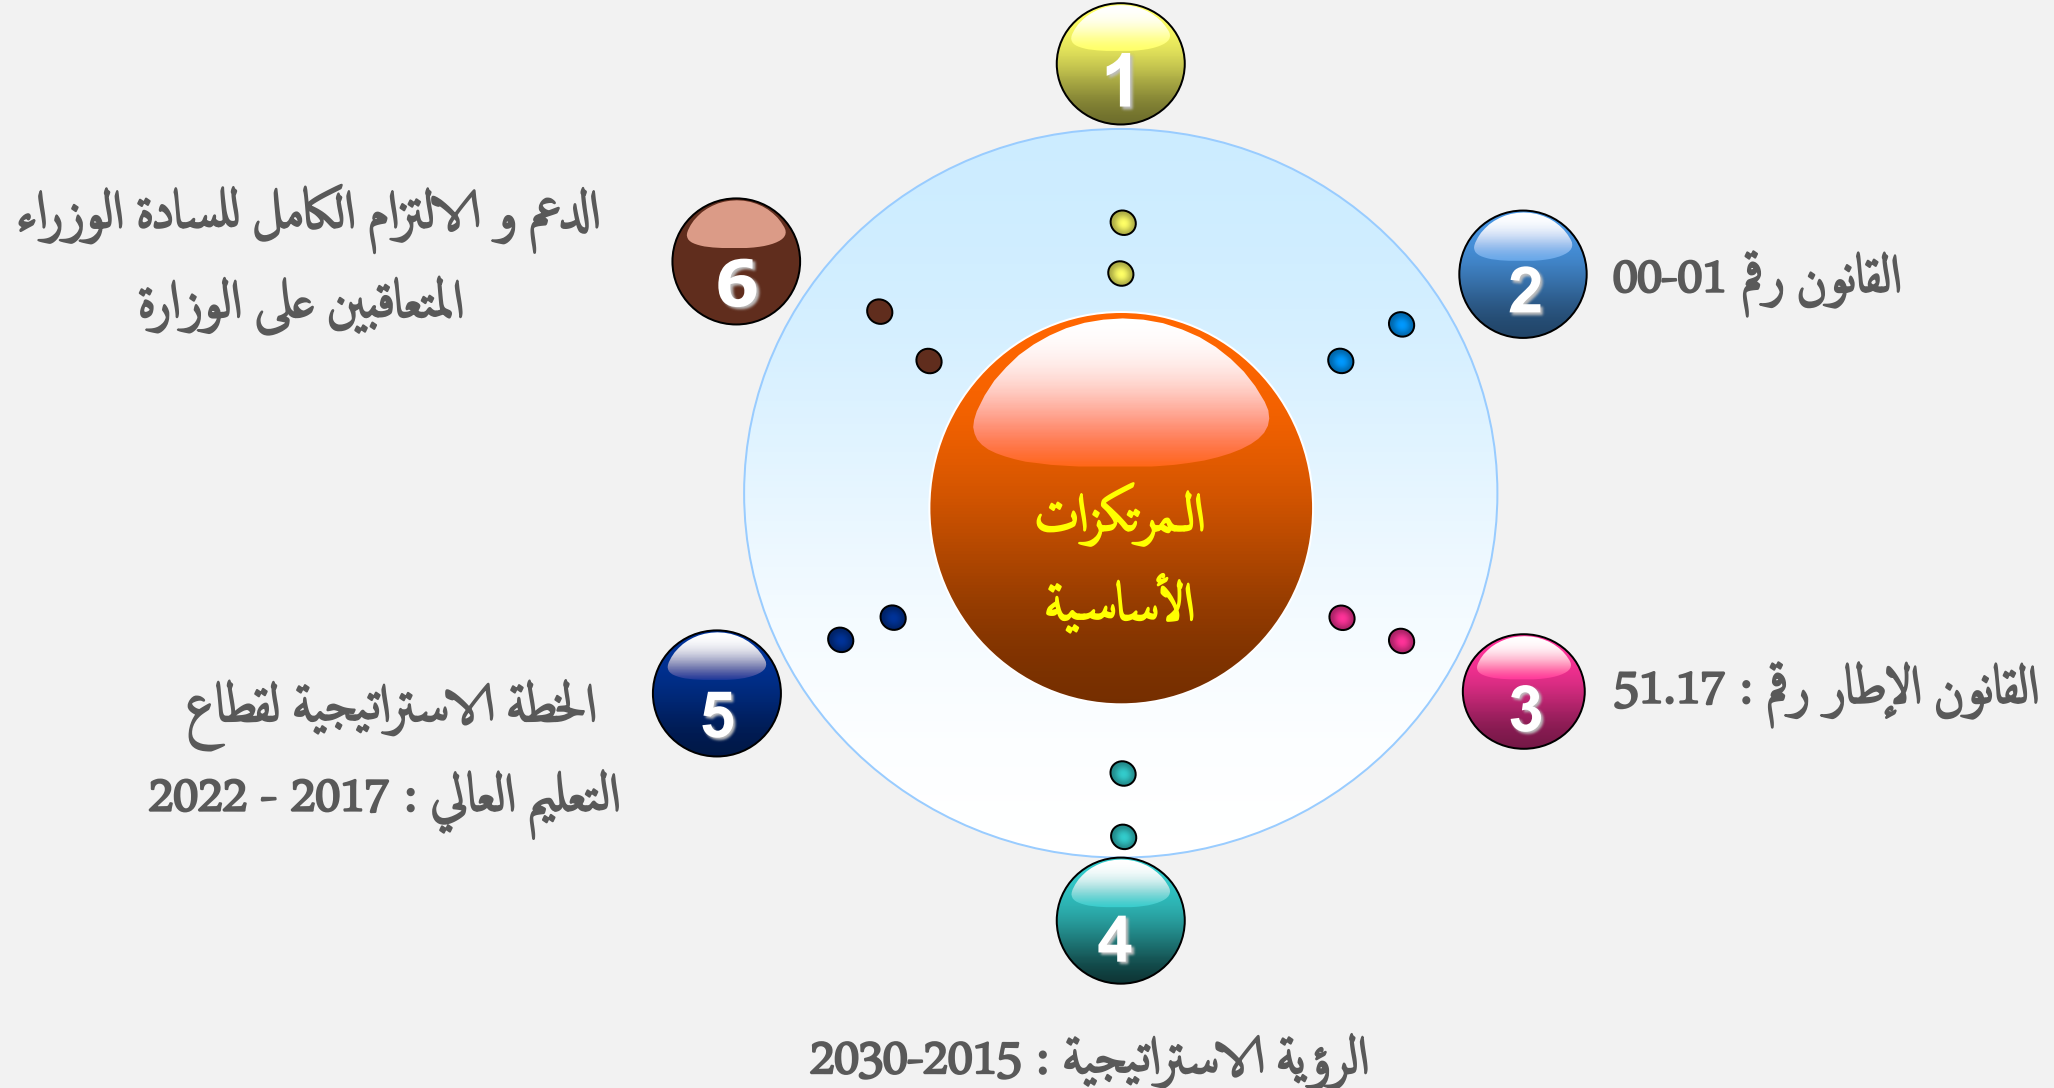 1
2
القانون رقم 01-00
3
القانون الإطار رقم : 51.17
4
الرؤية الاستراتيجية : 2015-2030
5
الخطة الاستراتيجية لقطاع
التعليم العالي : 2017 - 2022
6
الدعم و الالتزام الكامل للسادة الوزراء
المتعاقبين على الوزارة
المرتكزات
الأساسية